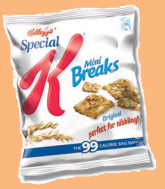 Kellogg's
Special
K
Mini
Breaks
Original
perfect for nibbling!
THE 99 CALORIE BAG